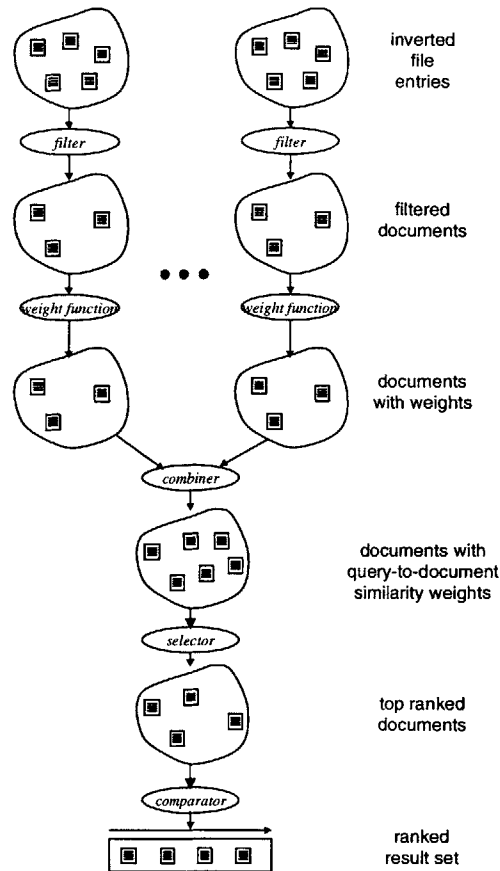 inverted
file
entries
filter
filter
filtered
documents
weight function
weight function
documents
with weights
combiner
documents with
query-to-document
similarity weights
selector
top ranked
documents
comparator
ranked
result set